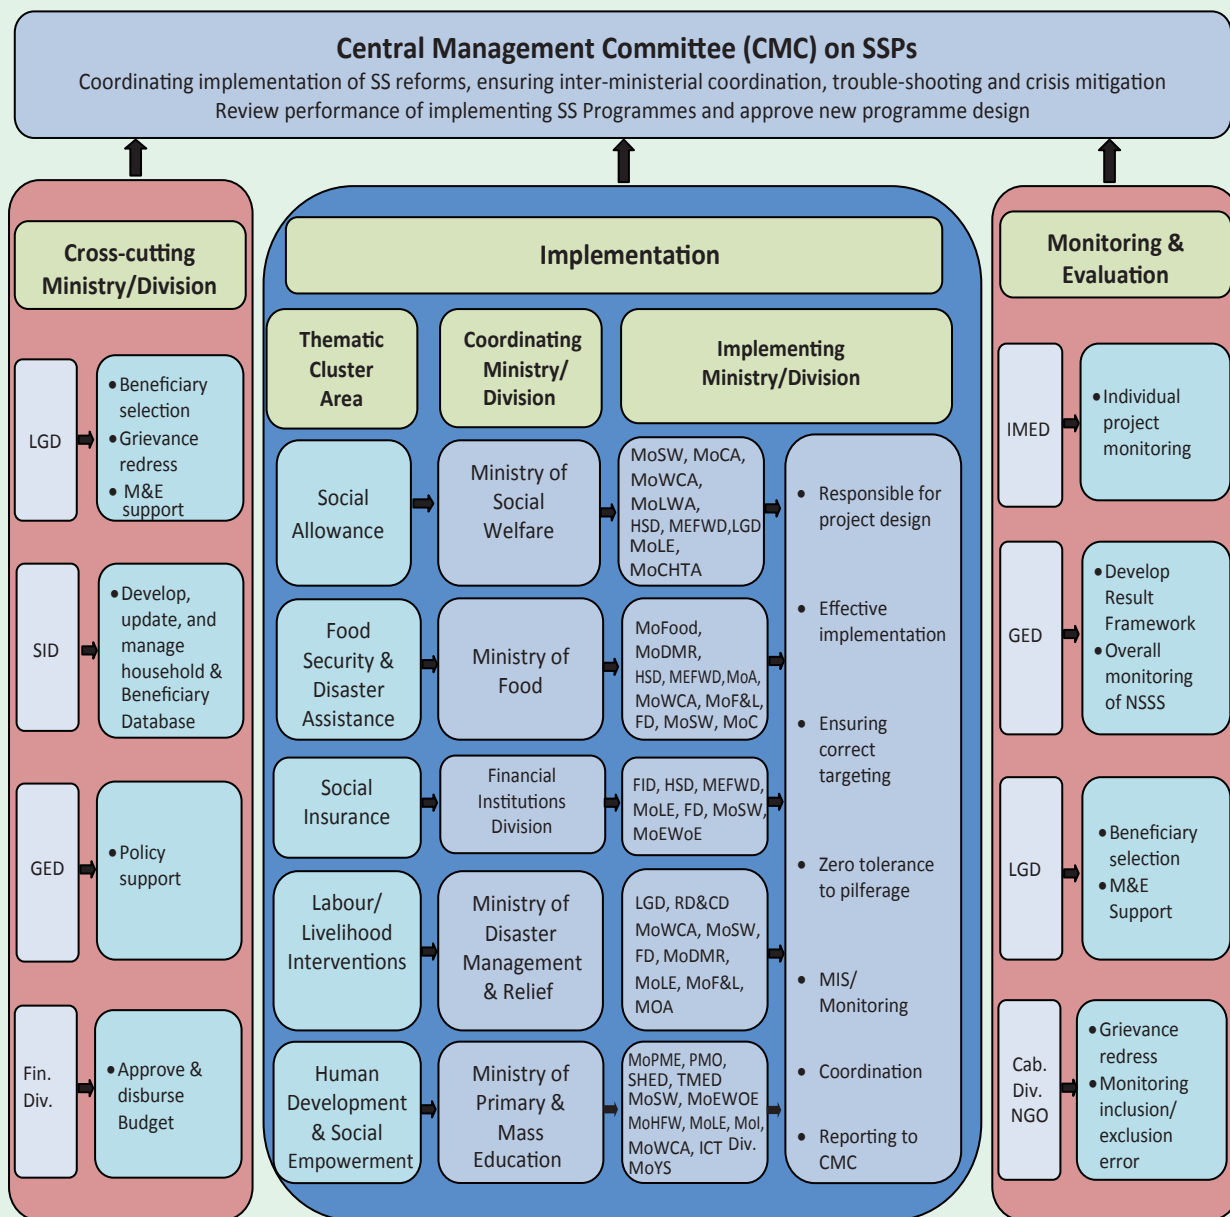 Central Management Committee (CMC) on SSPs
Coordinating implementation of SS reforms, ensuring inter-ministerial coordination, trouble-shooting and crisis mitigation
Review performance of implementing SS Programmes and approve new programme design
Cross-cutting
Ministry/Division
LGD
• Beneficiary
selection
• Grievance
redress
• M&E
support
SID
• Develop,
update, and
manage
household &
Beneficiary
Database
GED
• Policy
support
Fin.
Div.
• Approve &
disburse
Budget
Implementation
Thematic
Cluster
Area
Coordinating
Ministry/
Division
Implementing
Ministry/Division
Social
Allowance
Ministry of
Social
Welfare
MoSW, MoCA,
MoWCA,
MoLWA,
HSD, MEFWD,LGD
MoLE,
MoCHTA
Food
Security &
Disaster
Assistance
Ministry of
Food
MoFood,
MoDMR,
HSD, MEFWD,MoA,
MoWCA, MoF&L,
FD, MoSW, MoC
Social
Insurance
Financial
Institutions
Division
FID, HSD, MEFWD,
MoLE, FD, MoSW,
MoEWoE
Labour/
Livelihood
Interventions
Ministry of
Disaster
Management
& Relief
LGD, RD&CD
MoWCA, MoSW,
FD, MoDMR,
MoLE, MoF&L,
MOA
Human
Development
& Social
Empowerment
Ministry of
Primary &
Mass
Education
MoPME, PMO,
SHED, TMED
MoSW, MoEWOE
MoHFW, MoLE, MoI,
MoWCA, ICT Div.
MoYS
• Responsible for
project design
• Effective
implementation
• Ensuring
correct
targeting
• Zero tolerance
to pilferage
• MIS/
Monitoring
• Coordination
• Reporting to
CMC
Monitoring &
Evaluation
IMED
• Individual
project
monitoring
GED
• Develop
Result
Framework
• Overall
monitoring
of NSSS
LGD
• Beneficiary
selection
• M&E
Support
Cab.
Div.
NGO
• Grievance
redress
• Monitoring
inclusion/
exclusion
error